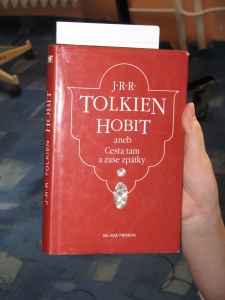 J·R·R·
TOLKIEN
HOBIT
aneb
Cesta tam
a zase zpátky
MLADÁ FRONTA
J.R.R. TOLKIEN HOBIT